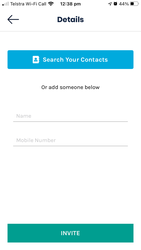 Telstra Wi-Fi Call
12:38 pm
44%
Details
Search Your Contacts
Or add someone below
Name
Mobile Number
INVITE